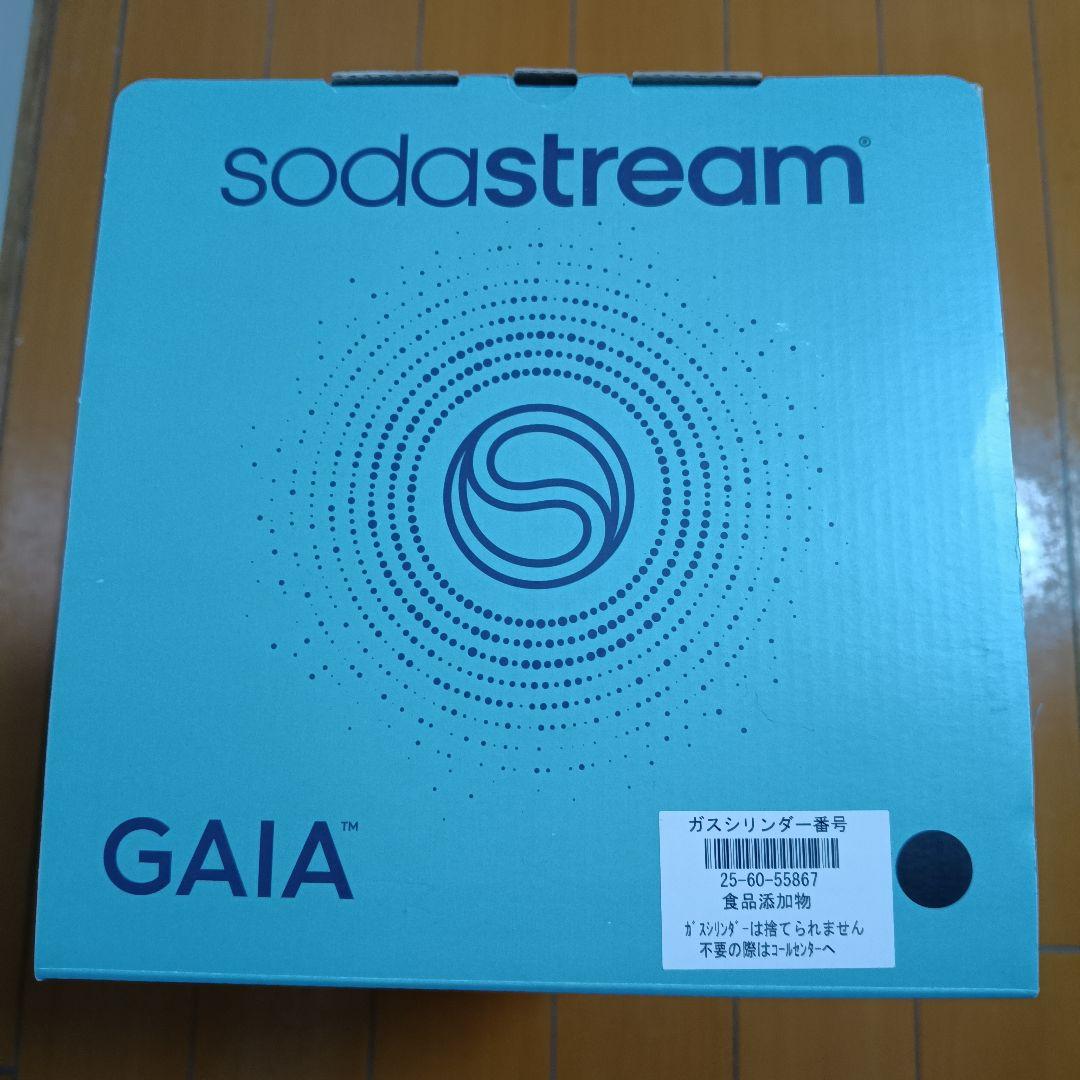 sodastream®
GAIA™
ガスシリンダー番号
25-60-55867
食品添加物
ｶﾞｽｼﾘﾝﾀﾞｰは捨てられません
不要の際はｺｰﾙｾﾝﾀｰへ